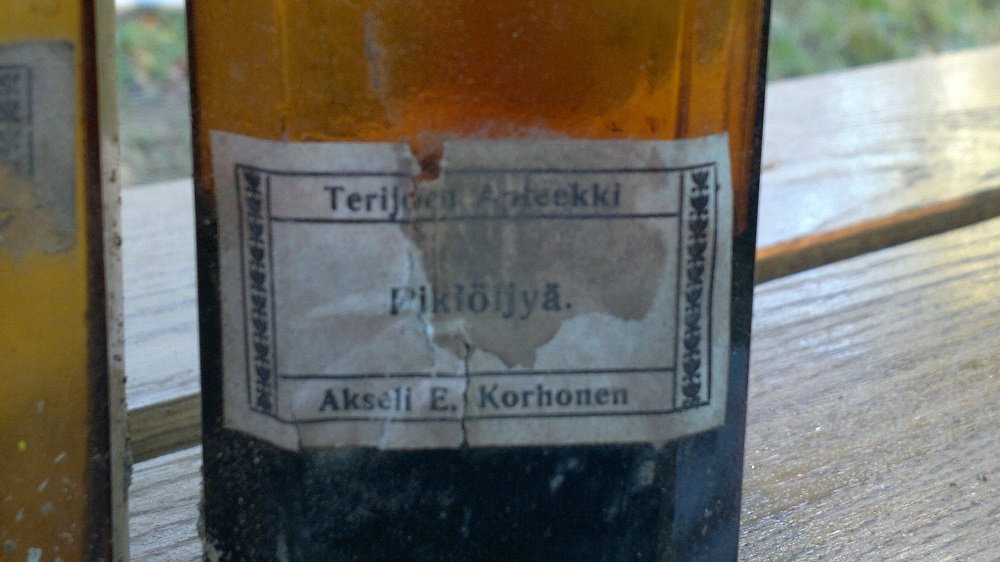 Terijoen Apteekki
Pikiöljyä.
Akseli E. Korhonen